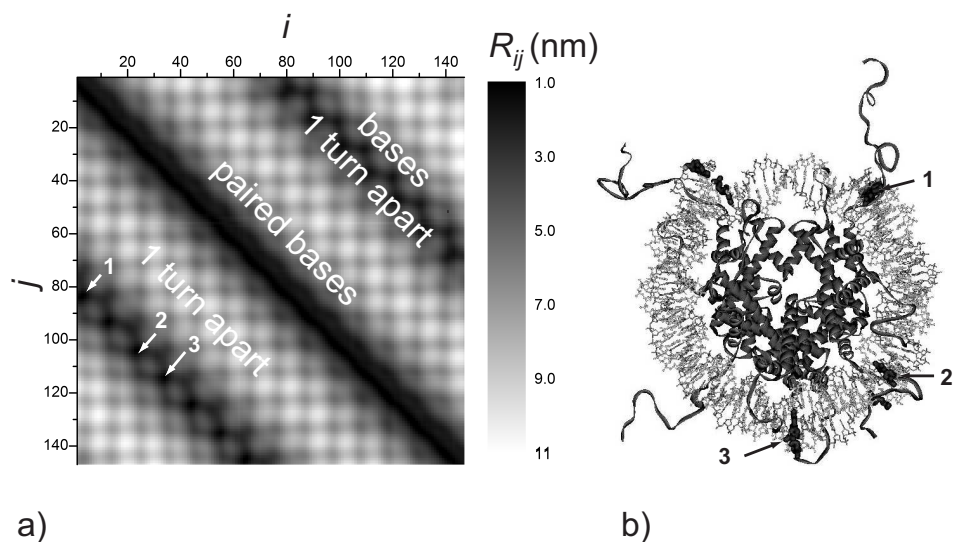 i
R_ij (nm)
20 40 60 80 100 120 140
20
40
60
80
100
120
140
j
bases
1 turn apart
paired bases
1 turn apart
1
2
3
1.0
3.0
5.0
7.0
9.0
11
1
2
3
a)
b)